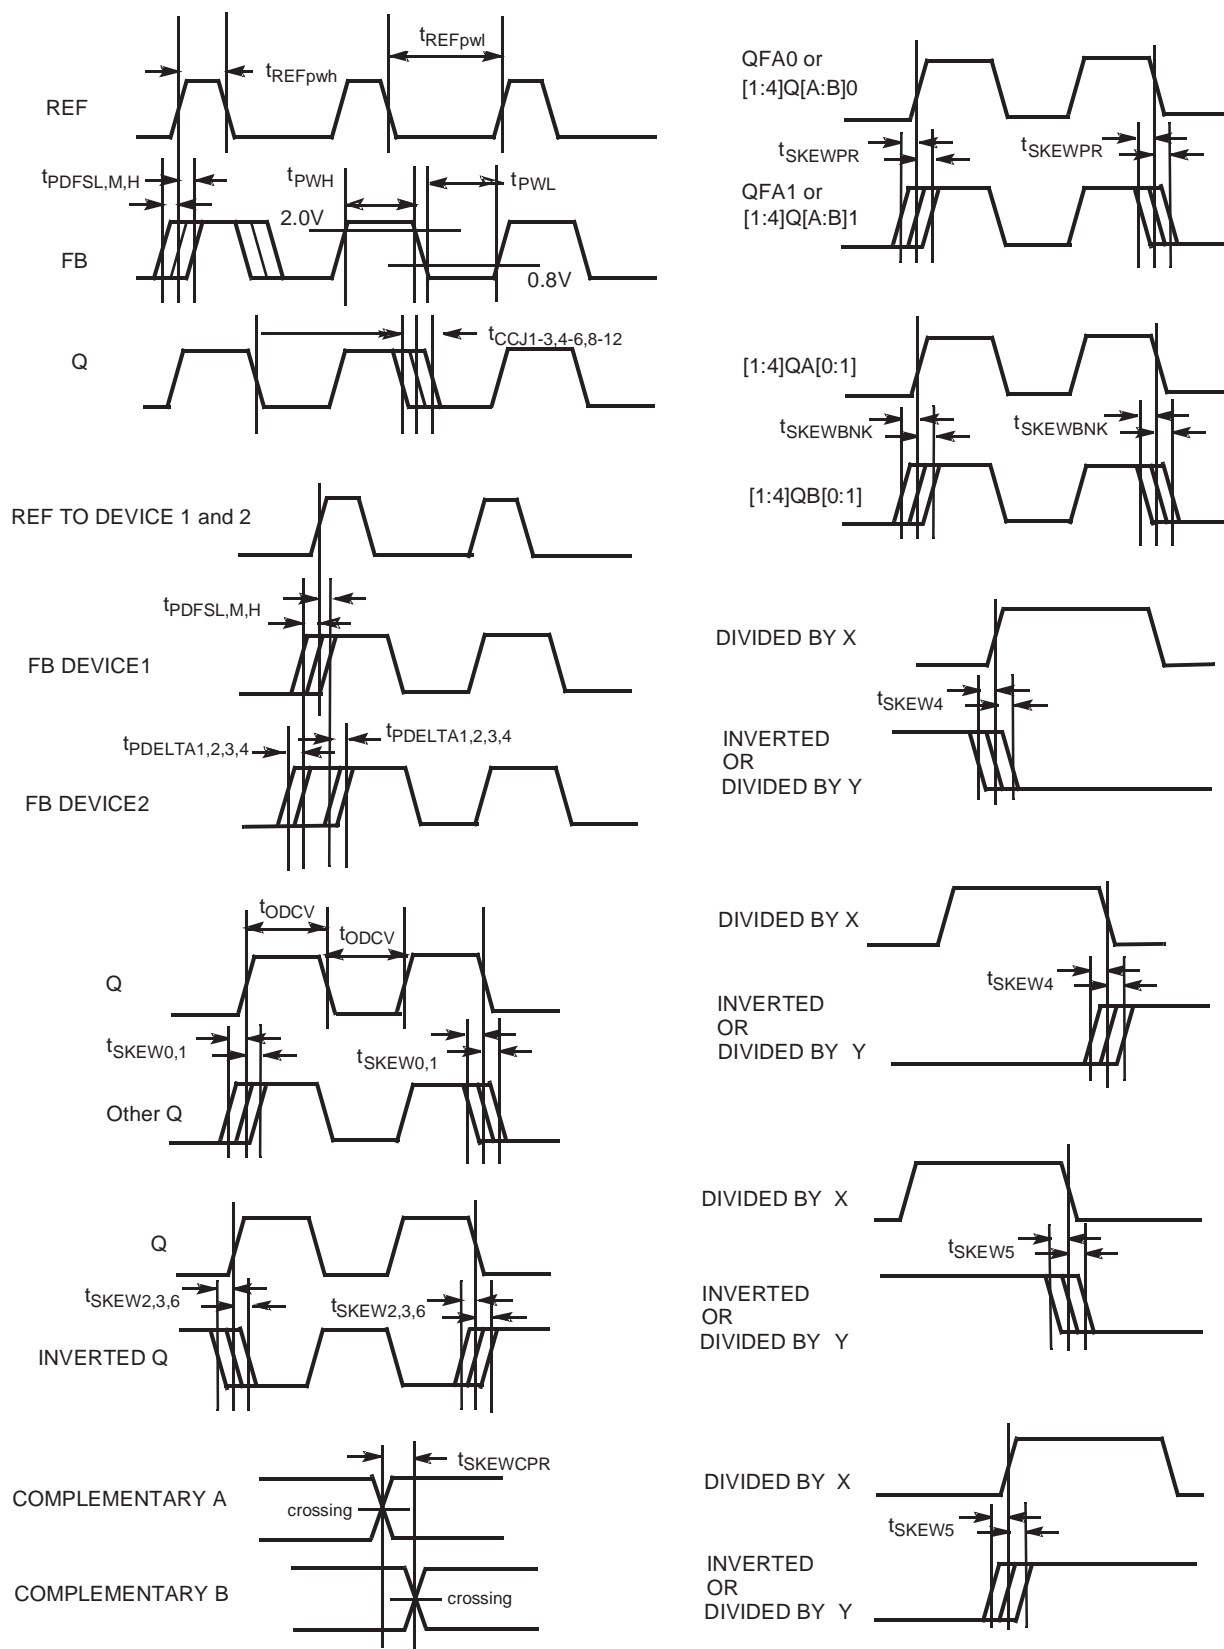 tREFpwl
tREFpwh
REF
tPDFSL,M,H
tPWH
tPWL
2.0V
FB
0.8V
tCCJ1-3,4-6,8-12
Q
REF TO DEVICE 1 and 2
tPDFSL,M,H
FB DEVICE1
tPDELTA1,2,3,4
tPDELTA1,2,3,4
FB DEVICE2
tODCV
tODCV
Q
tSKEW0,1
tSKEW0,1
Other Q
Q
tSKEW2,3,6
tSKEW2,3,6
INVERTED Q
tSKEWCPR
COMPLEMENTARY A
crossing
COMPLEMENTARY B
crossing
QFA0 or
[1:4]Q[A:B]0
tSKEWPR
tSKEWPR
QFA1 or
[1:4]Q[A:B]1
[1:4]QA[0:1]
tSKEWBNK
tSKEWBNK
[1:4]QB[0:1]
DIVIDED BY X
tSKEW4
INVERTED
OR
DIVIDED BY Y
DIVIDED BY X
tSKEW4
INVERTED
OR
DIVIDED BY Y
DIVIDED BY X
tSKEW5
INVERTED
OR
DIVIDED BY Y
DIVIDED BY X
tSKEW5
INVERTED
OR
DIVIDED BY Y